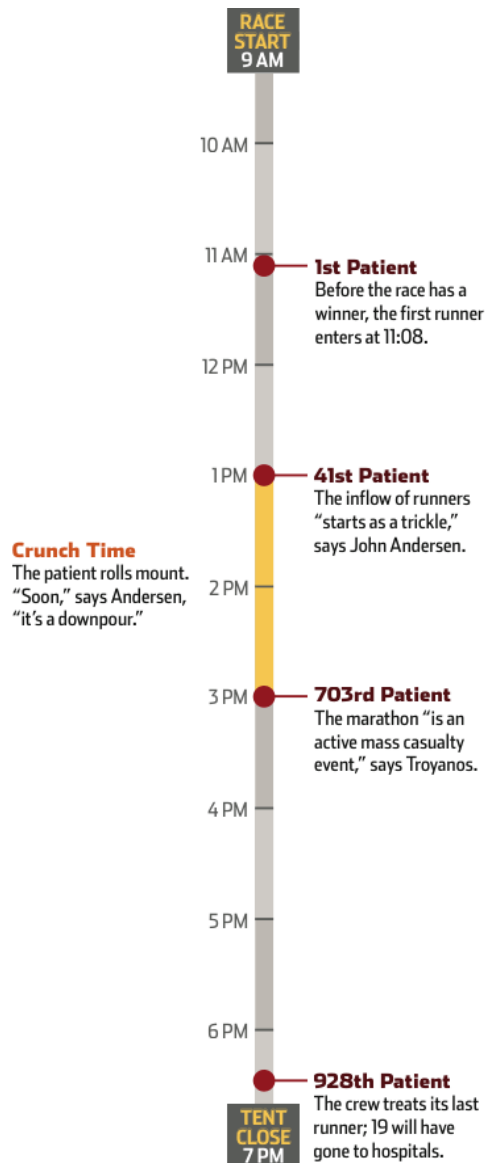 RACE
START
9 AM
10 AM
11 AM
1st Patient
Before the race has a
winner, the first runner
enters at 11:08.
12 PM
1 PM
41st Patient
The inflow of runners
“starts as a trickle,”
says John Andersen.
Crunch Time
The patient rolls mount.
“Soon,” says Andersen,
“it’s a downpour.”
2 PM
3 PM
703rd Patient
The marathon “is an
active mass casualty
event,” says Troyanos.
4 PM
5 PM
6 PM
928th Patient
The crew treats its last
runner; 19 will have
gone to hospitals.
TENT
CLOSE
7 PM